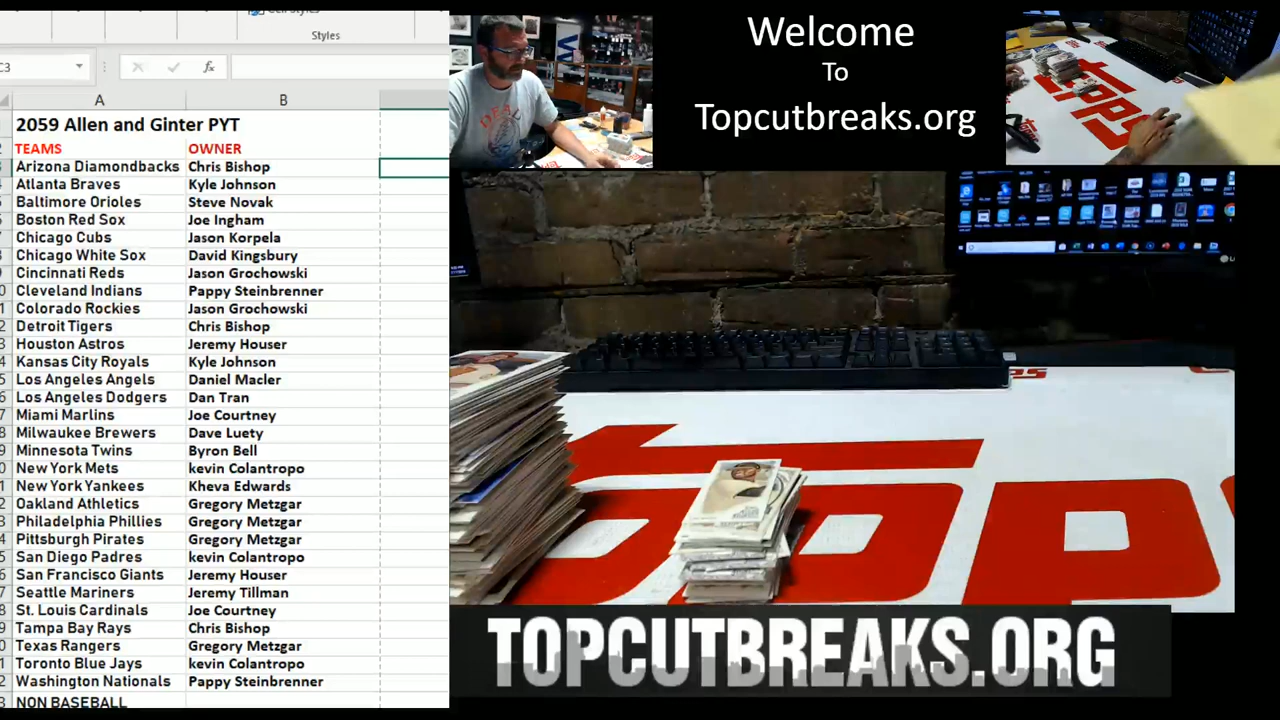 Styles
C3
fx
A B
2059 Allen and Ginter PYT
TEAMS OWNER
Arizona Diamondbacks Chris Bishop
Atlanta Braves Kyle Johnson
Baltimore Orioles Steve Novak
Boston Red Sox Joe Ingham
Chicago Cubs Jason Korpela
Chicago White Sox David Kingsbury
Cincinnati Reds Jason Grochowski
Cleveland Indians Pappy Steinbrenner
Colorado Rockies Jason Grochowski
Detroit Tigers Chris Bishop
Houston Astros Jeremy Houser
Kansas City Royals Kyle Johnson
Los Angeles Angels Daniel Macler
Los Angeles Dodgers Dan Tran
Miami Marlins Joe Courtney
Milwaukee Brewers Dave Luety
Minnesota Twins Byron Bell
New York Mets kevin Colantropo
New York Yankees Kheva Edwards
Oakland Athletics Gregory Metzgar
Philadelphia Phillies Gregory Metzgar
Pittsburgh Pirates Gregory Metzgar
San Diego Padres kevin Colantropo
San Francisco Giants Jeremy Houser
Seattle Mariners Jeremy Tillman
St. Louis Cardinals Joe Courtney
Tampa Bay Rays Chris Bishop
Texas Rangers Gregory Metzgar
Toronto Blue Jays kevin Colantropo
Washington Nationals Pappy Steinbrenner
NON BASEBALL
DEAL
Welcome
To
Topcutbreaks.org
topps
topps
TOPCUTBREAKS.ORG